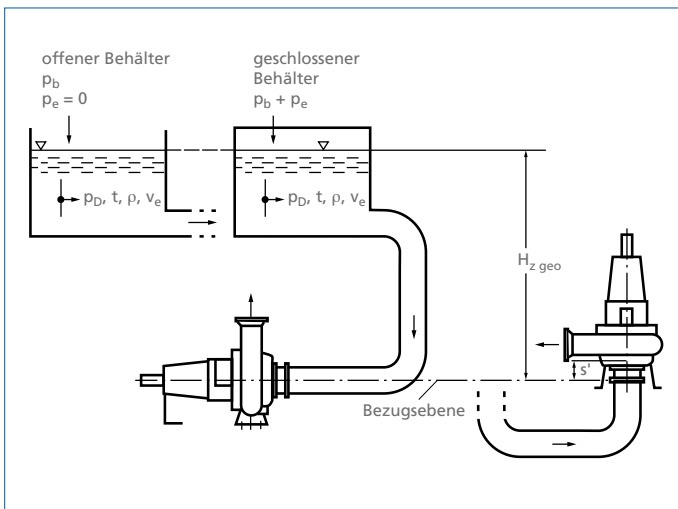 offener Behälter
p_b
p_e = 0
geschlossener
Behälter
p_b + p_e
p_D, t, ρ, v_e
p_D, t, ρ, v_e
H_z geo
s'
Bezugsebene